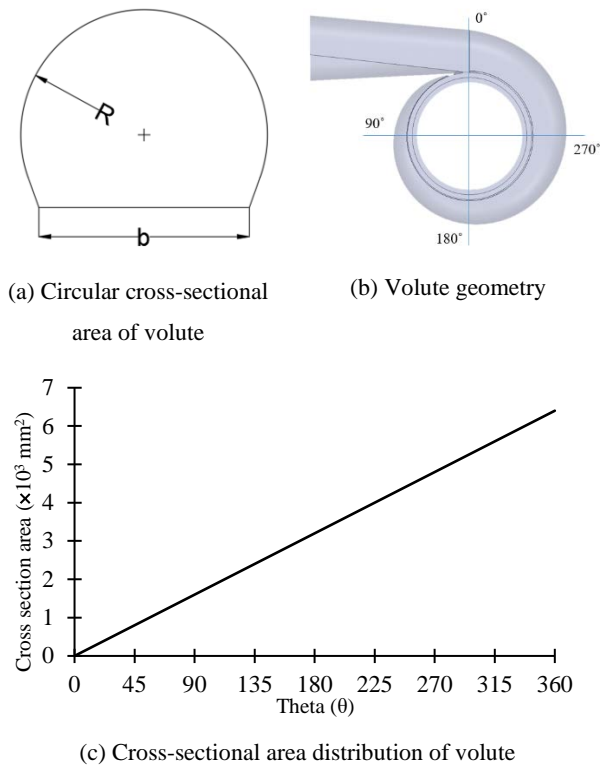 R
b
0˚
90˚
270˚
180˚
(a) Circular cross-sectional
area of volute
(b) Volute geometry
Cross section area (×10³ mm²)
7
6
5
4
3
2
1
0
0 45 90 135 180 225 270 315 360
Theta (θ)
(c) Cross-sectional area distribution of volute